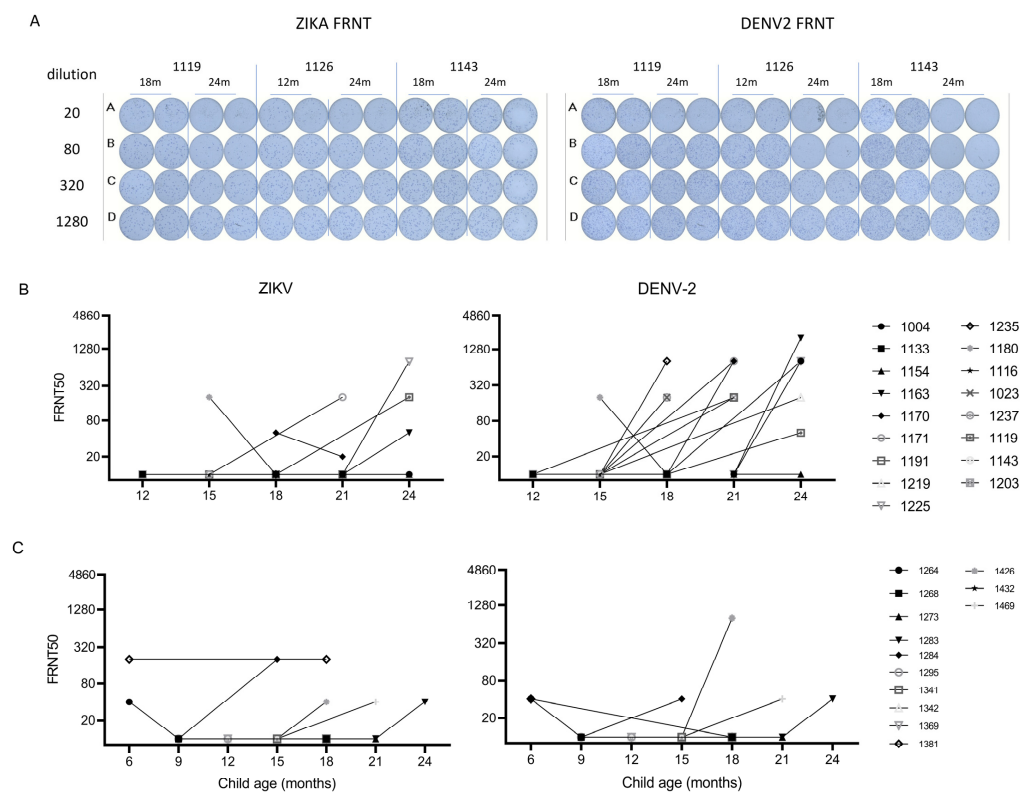 A
ZIKA FRNT
DENV2 FRNT
dilution
1119 1126 1143 1119 1126 1143
18m 24m 12m 24m 18m 24m 18m 24m 12m 24m 18m 24m
20 A A
80 B B
320 C C
1280 D D
B
ZIKV
DENV-2
FRNT50
4860
1280
320
80
20
12 15 18 21 24
4860
1280
320
80
20
12 15 18 21 24
1004
1133
1154
1163
1170
1171
1191
1219
1225
1235
1180
1116
1023
1237
1119
1143
1203
C
FRNT50
4860
1280
320
80
20
6 9 12 15 18 21 24
Child age (months)
4860
1280
320
80
20
6 9 12 15 18 21 24
Child age (months)
1264
1268
1273
1283
1284
1295
1341
1342
1369
1381
1426
1432
1469